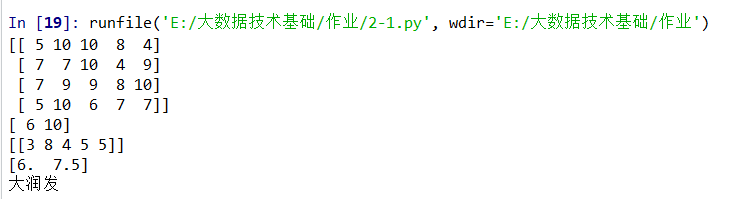 In [19]: runfile('E:/大数据技术基础/作业/2-1.py', wdir='E:/大数据技术基础/作业')
[[ 5 10 10  8  4]
 [ 7  7 10  4  9]
 [ 7  9  9  8 10]
 [ 5 10  6  7  7]]
[ 6 10]
[[3 8 4 5 5]]
[6.  7.5]
大润发